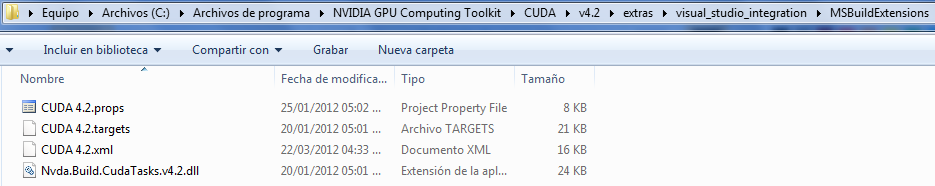 Equipo ▸ Archivos (C:) ▸ Archivos de programa ▸ NVIDIA GPU Computing Toolkit ▸ CUDA ▸ v4.2 ▸ extras ▸ visual_studio_integration ▸ MSBuildExtensions
Incluir en biblioteca Compartir con Grabar Nueva carpeta
Nombre Fecha de modifica... Tipo Tamaño
CUDA 4.2.props 25/01/2012 05:02 ... Project Property File 8 KB
CUDA 4.2.targets 20/01/2012 05:01 ... Archivo TARGETS 21 KB
CUDA 4.2.xml 22/03/2012 04:33 ... Documento XML 16 KB
Nvda.Build.CudaTasks.v4.2.dll 20/01/2012 05:01 ... Extensión de la apl... 24 KB